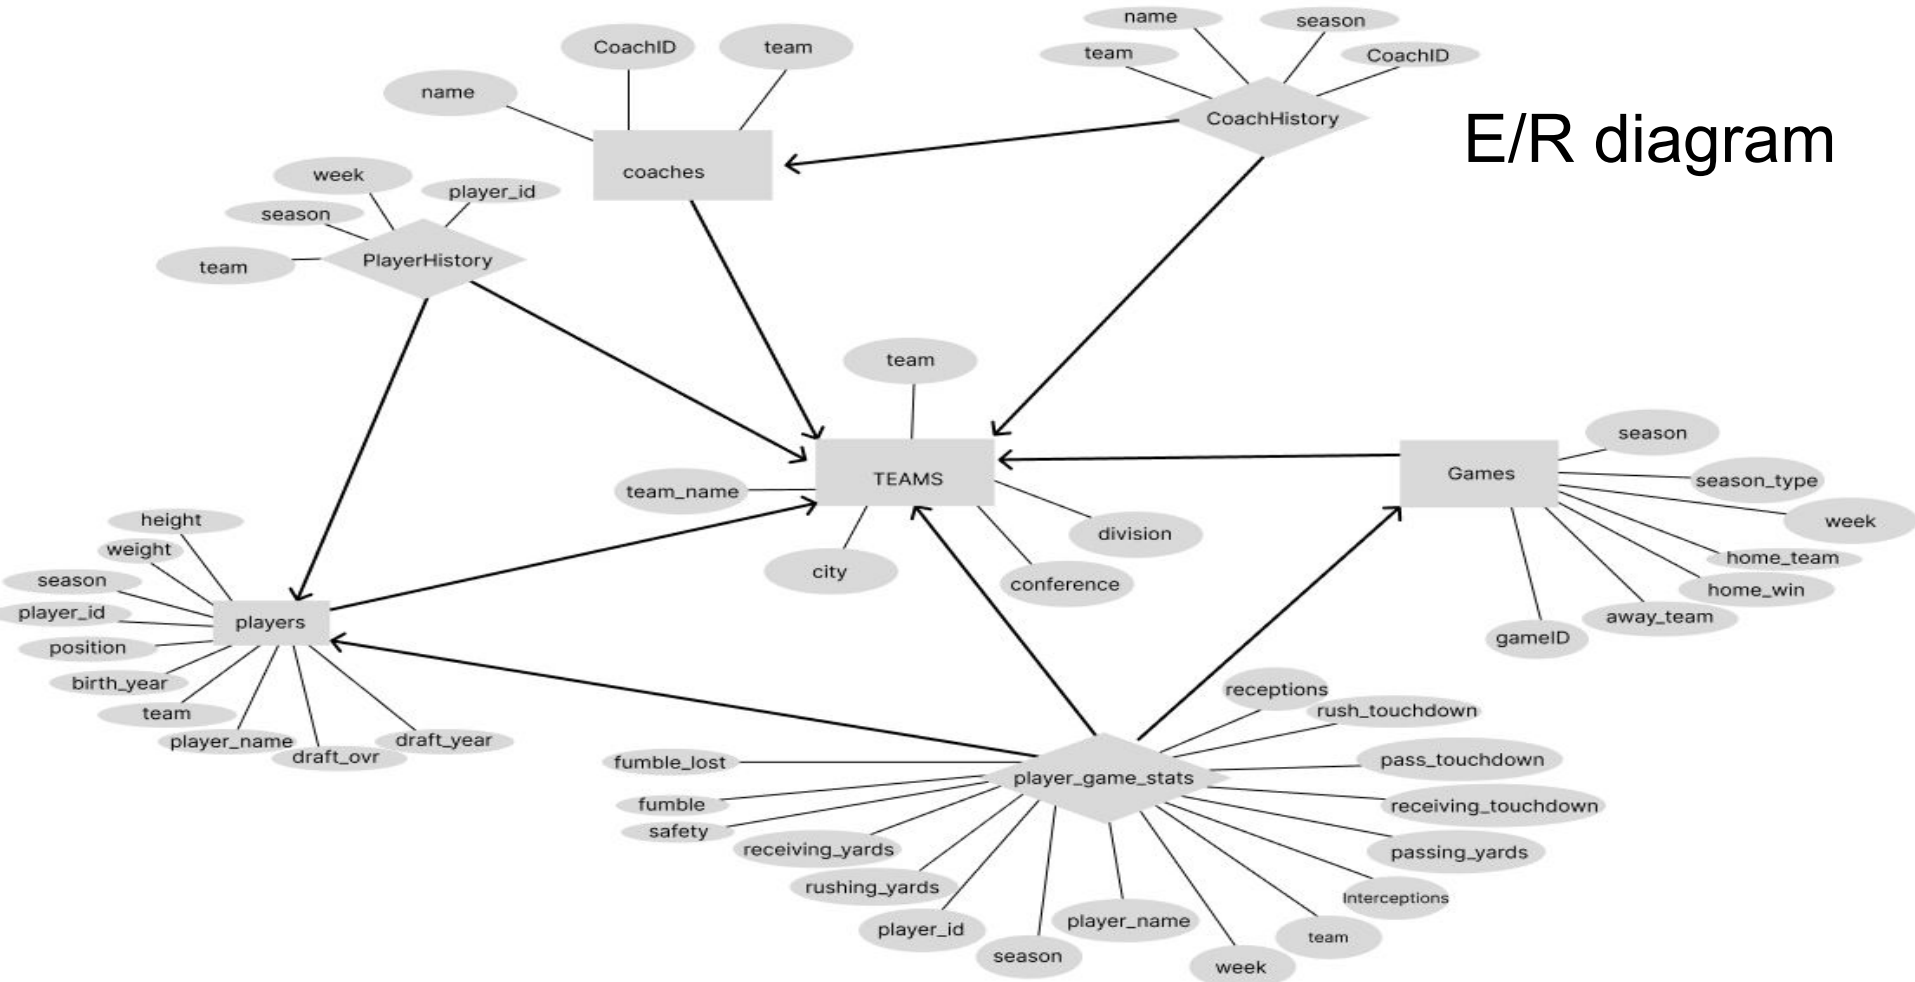 name
season
CoachID
team
team
CoachID
name
CoachHistory
E/R diagram
coaches
week
player_id
season
PlayerHistory
team
team
season
Games
TEAMS
season_type
team_name
week
height
division
weight
home_team
city
conference
season
home_win
player_id
away_team
players
gameID
position
birth_year
receptions
team
rush_touchdown
player_name
draft_year
draft_ovr
pass_touchdown
fumble_lost
player_game_stats
fumble
receiving_touchdown
safety
receiving_yards
passing_yards
rushing_yards
Interceptions
player_id
player_name
team
season
week